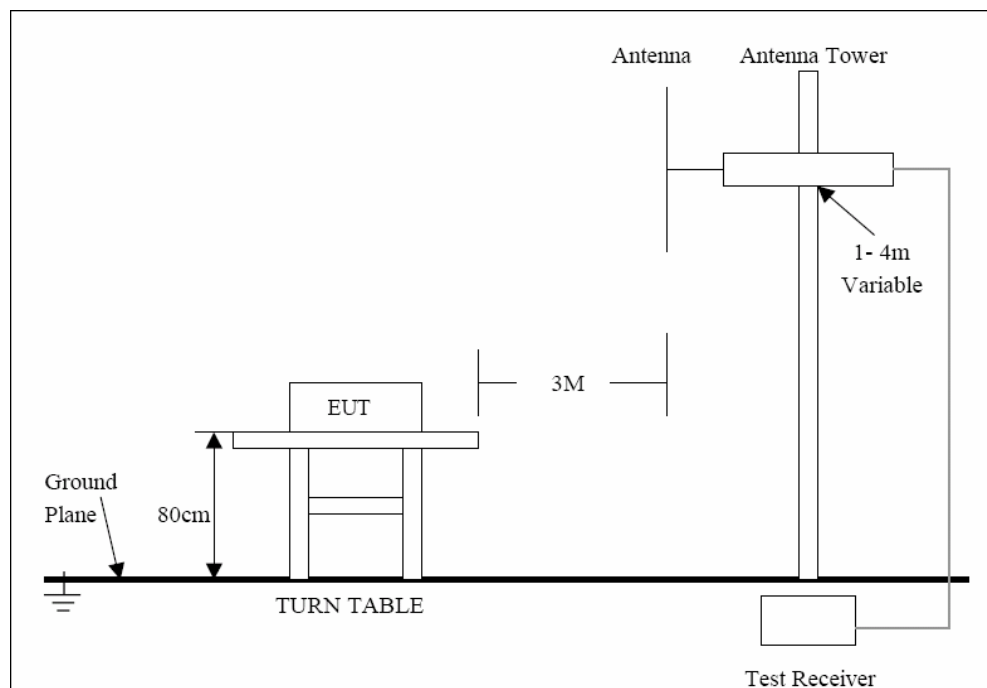 Antenna
Antenna Tower
1- 4m
Variable
3M
EUT
Ground
Plane
80cm
TURN TABLE
Test Receiver